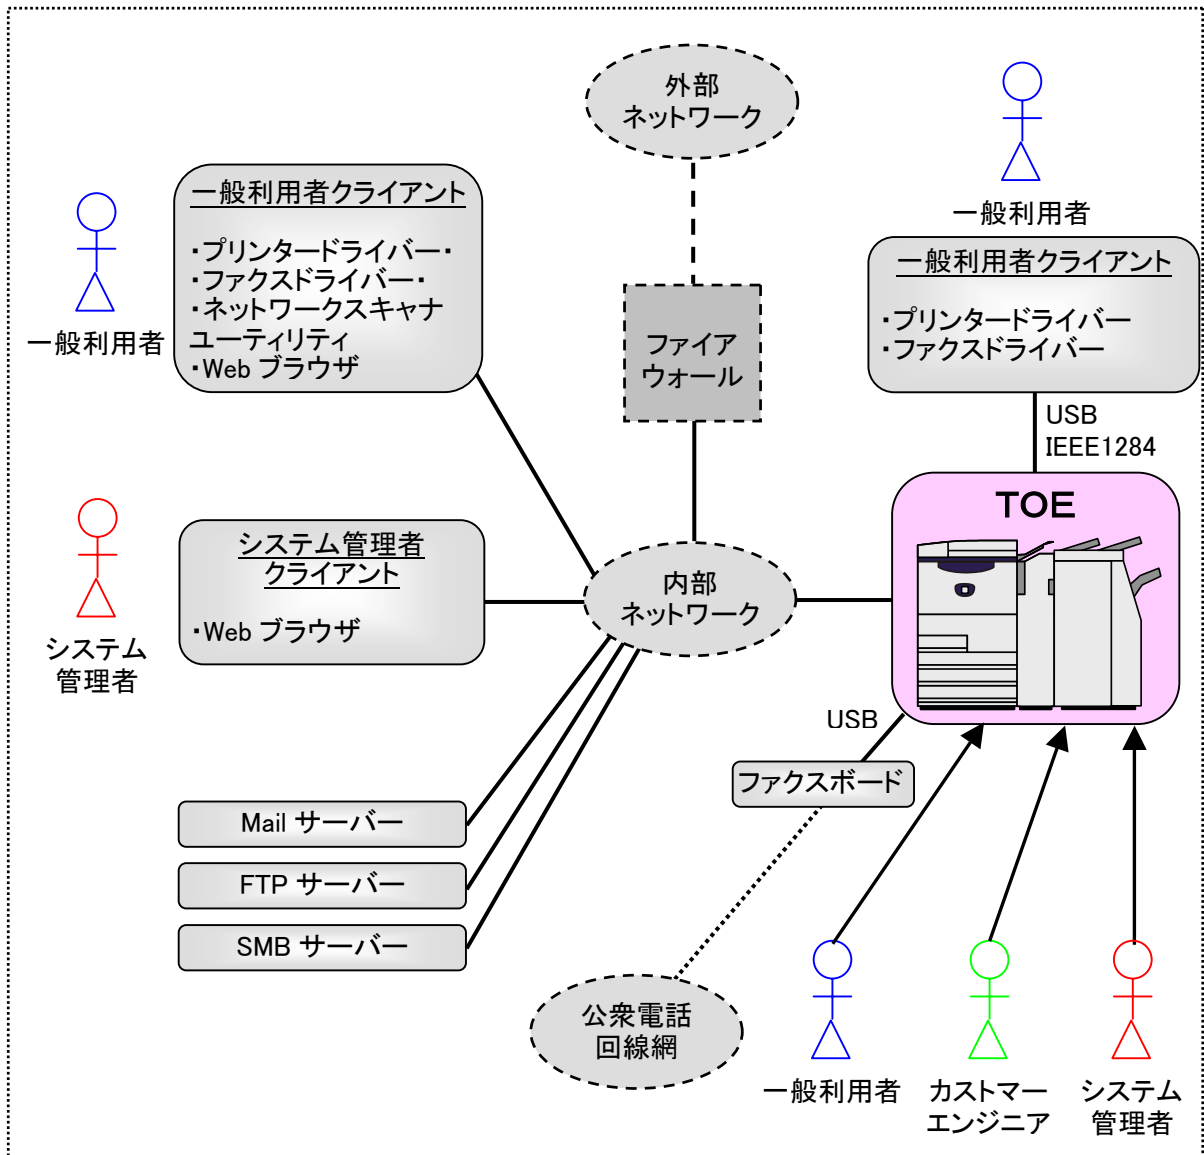 外部
ネットワーク
一般利用者
一般利用者クライアント
・プリンタードライバー・
・ファクスドライバー・
・ネットワークスキャナ
ユーティリティ
・Web ブラウザ
一般利用者
一般利用者クライアント
・プリンタードライバー
・ファクスドライバー
ファイア
ウォール
USB
IEEE1284
TOE
システム管理者
クライアント
・Web ブラウザ
システム
管理者
内部
ネットワーク
USB
ファクスボード
Mail サーバー
FTP サーバー
SMB サーバー
公衆電話
回線網
一般利用者
カストマー
エンジニア
システム
管理者